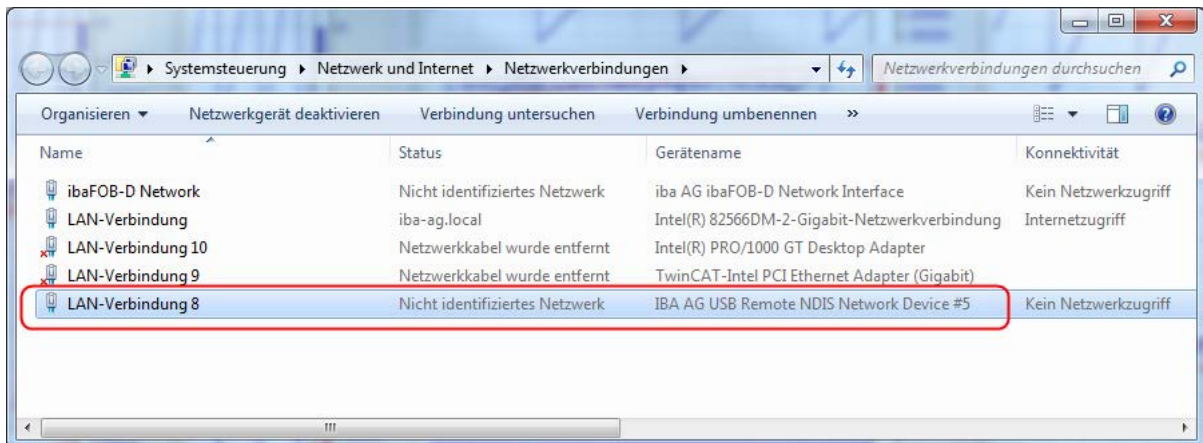 Systemsteuerung ▸ Netzwerk und Internet ▸ Netzwerkverbindungen ▸ Netzwerkverbindungen durchsuchen
Organisieren Netzwerkgerät deaktivieren Verbindung untersuchen Verbindung umbenennen »
Name Status Gerätename Konnektivität
ibaFOB-D Network Nicht identifiziertes Netzwerk iba AG ibaFOB-D Network Interface Kein Netzwerkzugriff
LAN-Verbindung iba-ag.local Intel(R) 82566DM-2-Gigabit-Netzwerkverbindung Internetzugriff
LAN-Verbindung 10 Netzwerkkabel wurde entfernt Intel(R) PRO/1000 GT Desktop Adapter
LAN-Verbindung 9 Netzwerkkabel wurde entfernt TwinCAT-Intel PCI Ethernet Adapter (Gigabit)
LAN-Verbindung 8 Nicht identifiziertes Netzwerk IBA AG USB Remote NDIS Network Device #5 Kein Netzwerkzugriff